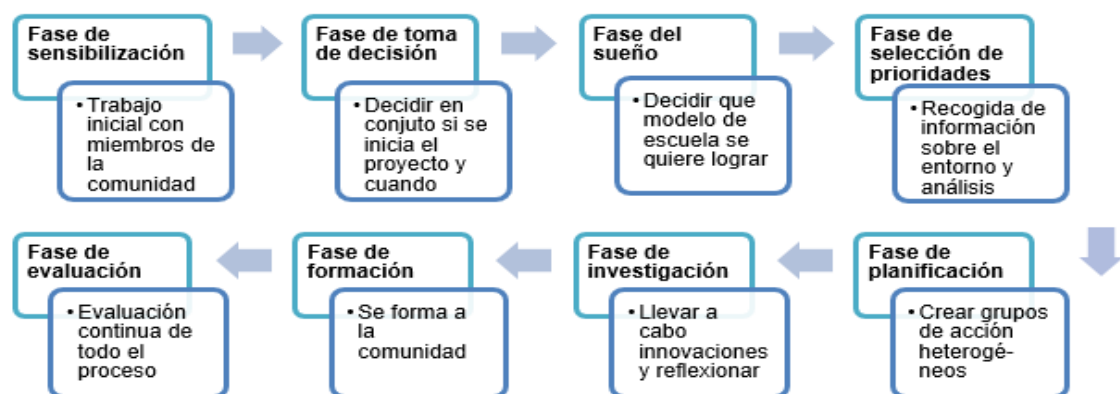 Fase de
sensibilización
• Trabajo
inicial con
miembros de
la
comunidad
Fase de toma
de decisión
• Decidir en
conjuto si se
inicia el
proyecto y
cuando
Fase del
sueño
• Decidir que
modelo de
escuela se
quiere lograr
Fase de
selección de
prioridades
• Recogida de
información
sobre el
entorno y
análisis
Fase de
planificación
• Crear grupos
de acción
heterogé-
neos
Fase de
investigación
• Llevar a
cabo
innovaciones
y reflexionar
Fase de
formación
• Se forma a
la
comunidad
Fase de
evaluación
• Evaluación
continua de
todo el
proceso